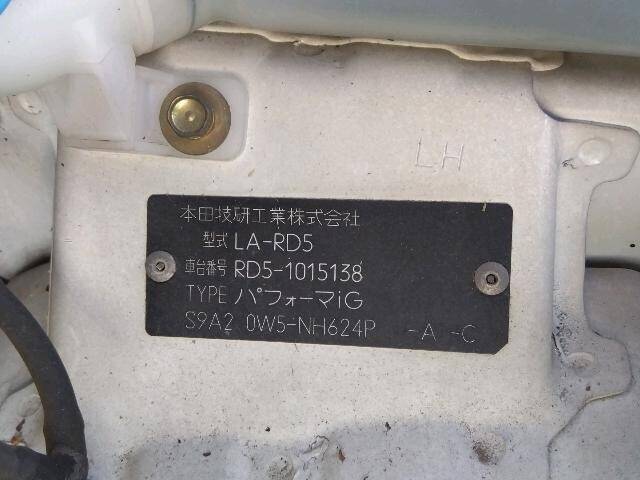 LH
本田技研工業株式会社
型式 LA-RD5
車台番号 RD5-1015138
TYPE パフォーマiG
S9A2 0W5-NH624P -A -C